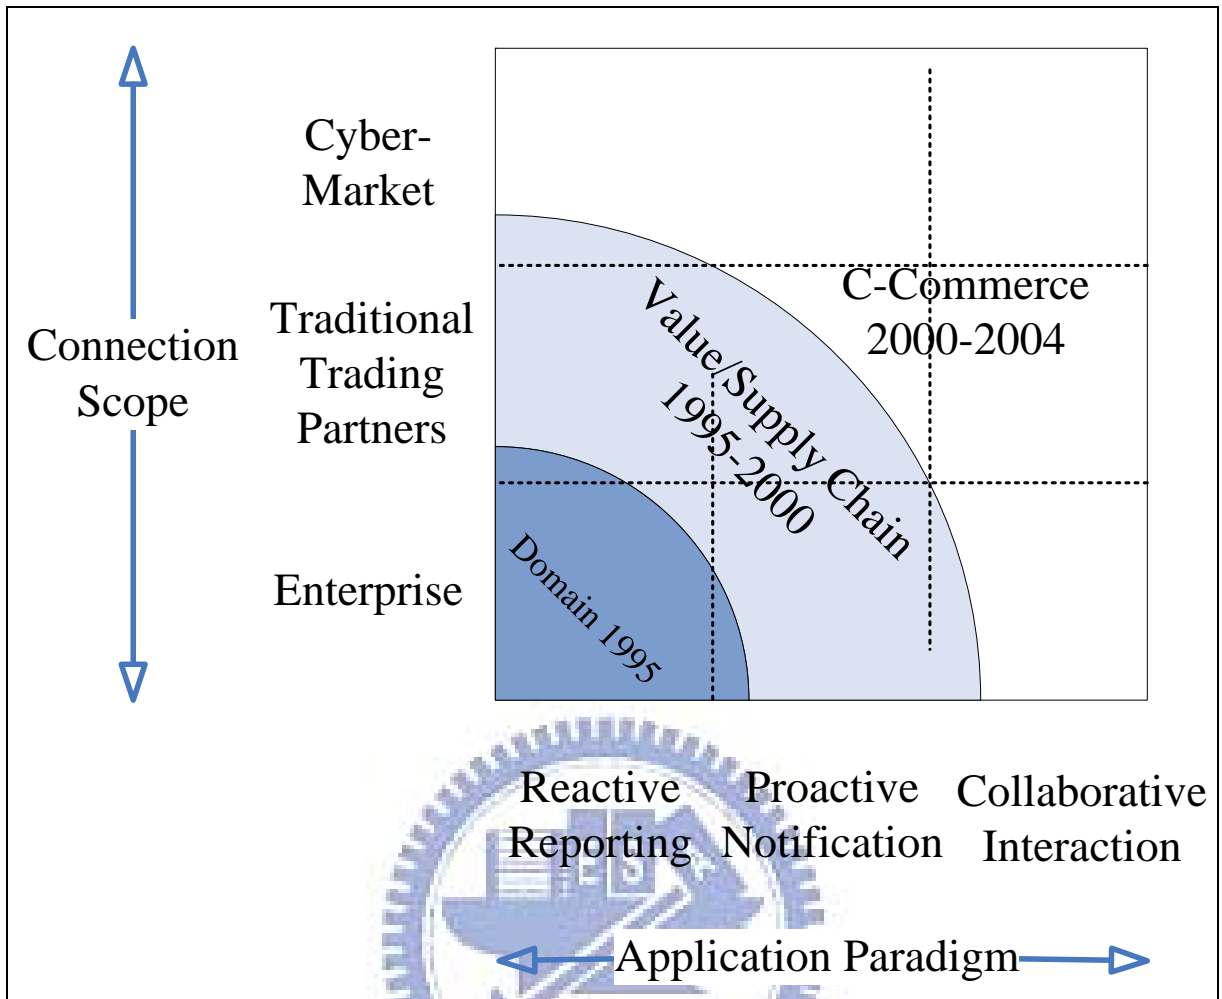 Cyber-
Market
Connection
Scope
Traditional
Trading
Partners
Enterprise
C-Commerce
2000-2004
Value/Supply Chain
1995-2000
Domain 1995
Reactive
Reporting
Proactive
Notification
Collaborative
Interaction
Application Paradigm